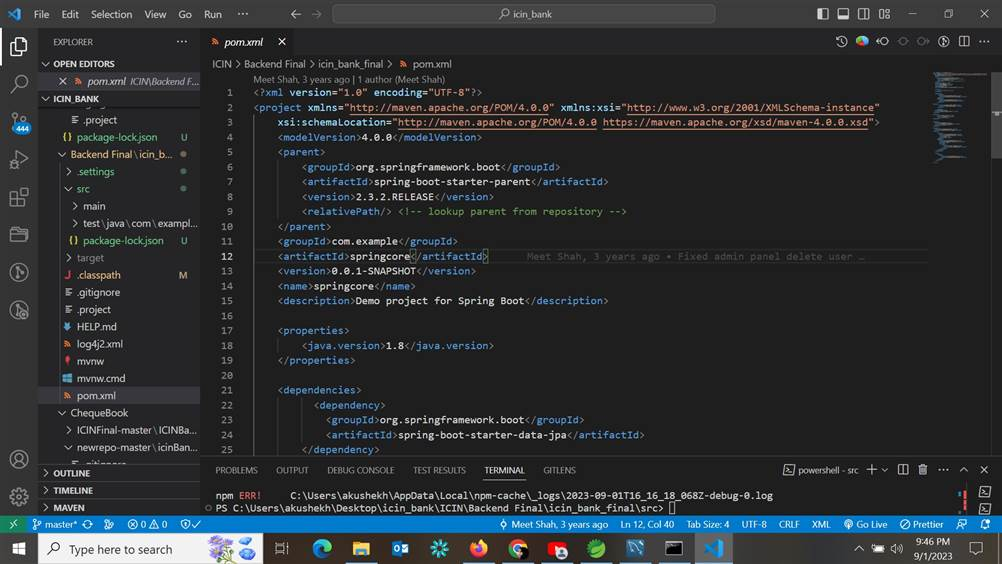 File Edit Selection View Go Run ··· icin_bank
EXPLORER ···
OPEN EDITORS
pom.xml ICIN\Backend F...
ICIN_BANK
.project
package-lock.json U
Backend Final\icin_b...
.settings
src
main
test\java\com\exampl...
package-lock.json U
target
.classpath M
.gitignore
.project
HELP.md
log4j2.xml
mvnw
mvnw.cmd
pom.xml
ChequeBook
ICINFinal-master\ICINBa...
newrepo-master\icinBan...
.gitignore
OUTLINE
TIMELINE
MAVEN
444
pom.xml
ICIN > Backend Final > icin_bank_final > pom.xml
Meet Shah, 3 years ago | 1 author (Meet Shah)
1 <?xml version="1.0" encoding="UTF-8"?>
2 <project xmlns="http://maven.apache.org/POM/4.0.0" xmlns:xsi="http://www.w3.org/2001/XMLSchema-instance"
3 xsi:schemaLocation="http://maven.apache.org/POM/4.0.0 https://maven.apache.org/xsd/maven-4.0.0.xsd">
4 <modelVersion>4.0.0</modelVersion>
5 <parent>
6 <groupId>org.springframework.boot</groupId>
7 <artifactId>spring-boot-starter-parent</artifactId>
8 <version>2.3.2.RELEASE</version>
9 <relativePath/> <!-- lookup parent from repository -->
10 </parent>
11 <groupId>com.example</groupId>
12 <artifactId>springcore</artifactId> Meet Shah, 3 years ago • Fixed admin panel delete user …
13 <version>0.0.1-SNAPSHOT</version>
14 <name>springcore</name>
15 <description>Demo project for Spring Boot</description>
16
17 <properties>
18 <java.version>1.8</java.version>
19 </properties>
20
21 <dependencies>
22 <dependency>
23 <groupId>org.springframework.boot</groupId>
24 <artifactId>spring-boot-starter-data-jpa</artifactId>
25 </dependency>
PROBLEMS OUTPUT DEBUG CONSOLE TEST RESULTS TERMINAL GITLENS powershell - src
npm ERR! C:\Users\akushekh\AppData\Local\npm-cache\_logs\2023-09-01T16_16_18_068Z-debug-0.log
PS C:\Users\akushekh\Desktop\icin_bank\ICIN\Backend Final\icin_bank_final\src>
master* 0 0 Meet Shah, 3 years ago Ln 12, Col 40 Tab Size: 4 UTF-8 CRLF XML Go Live Prettier
Type here to search
9:46 PM
9/1/2023